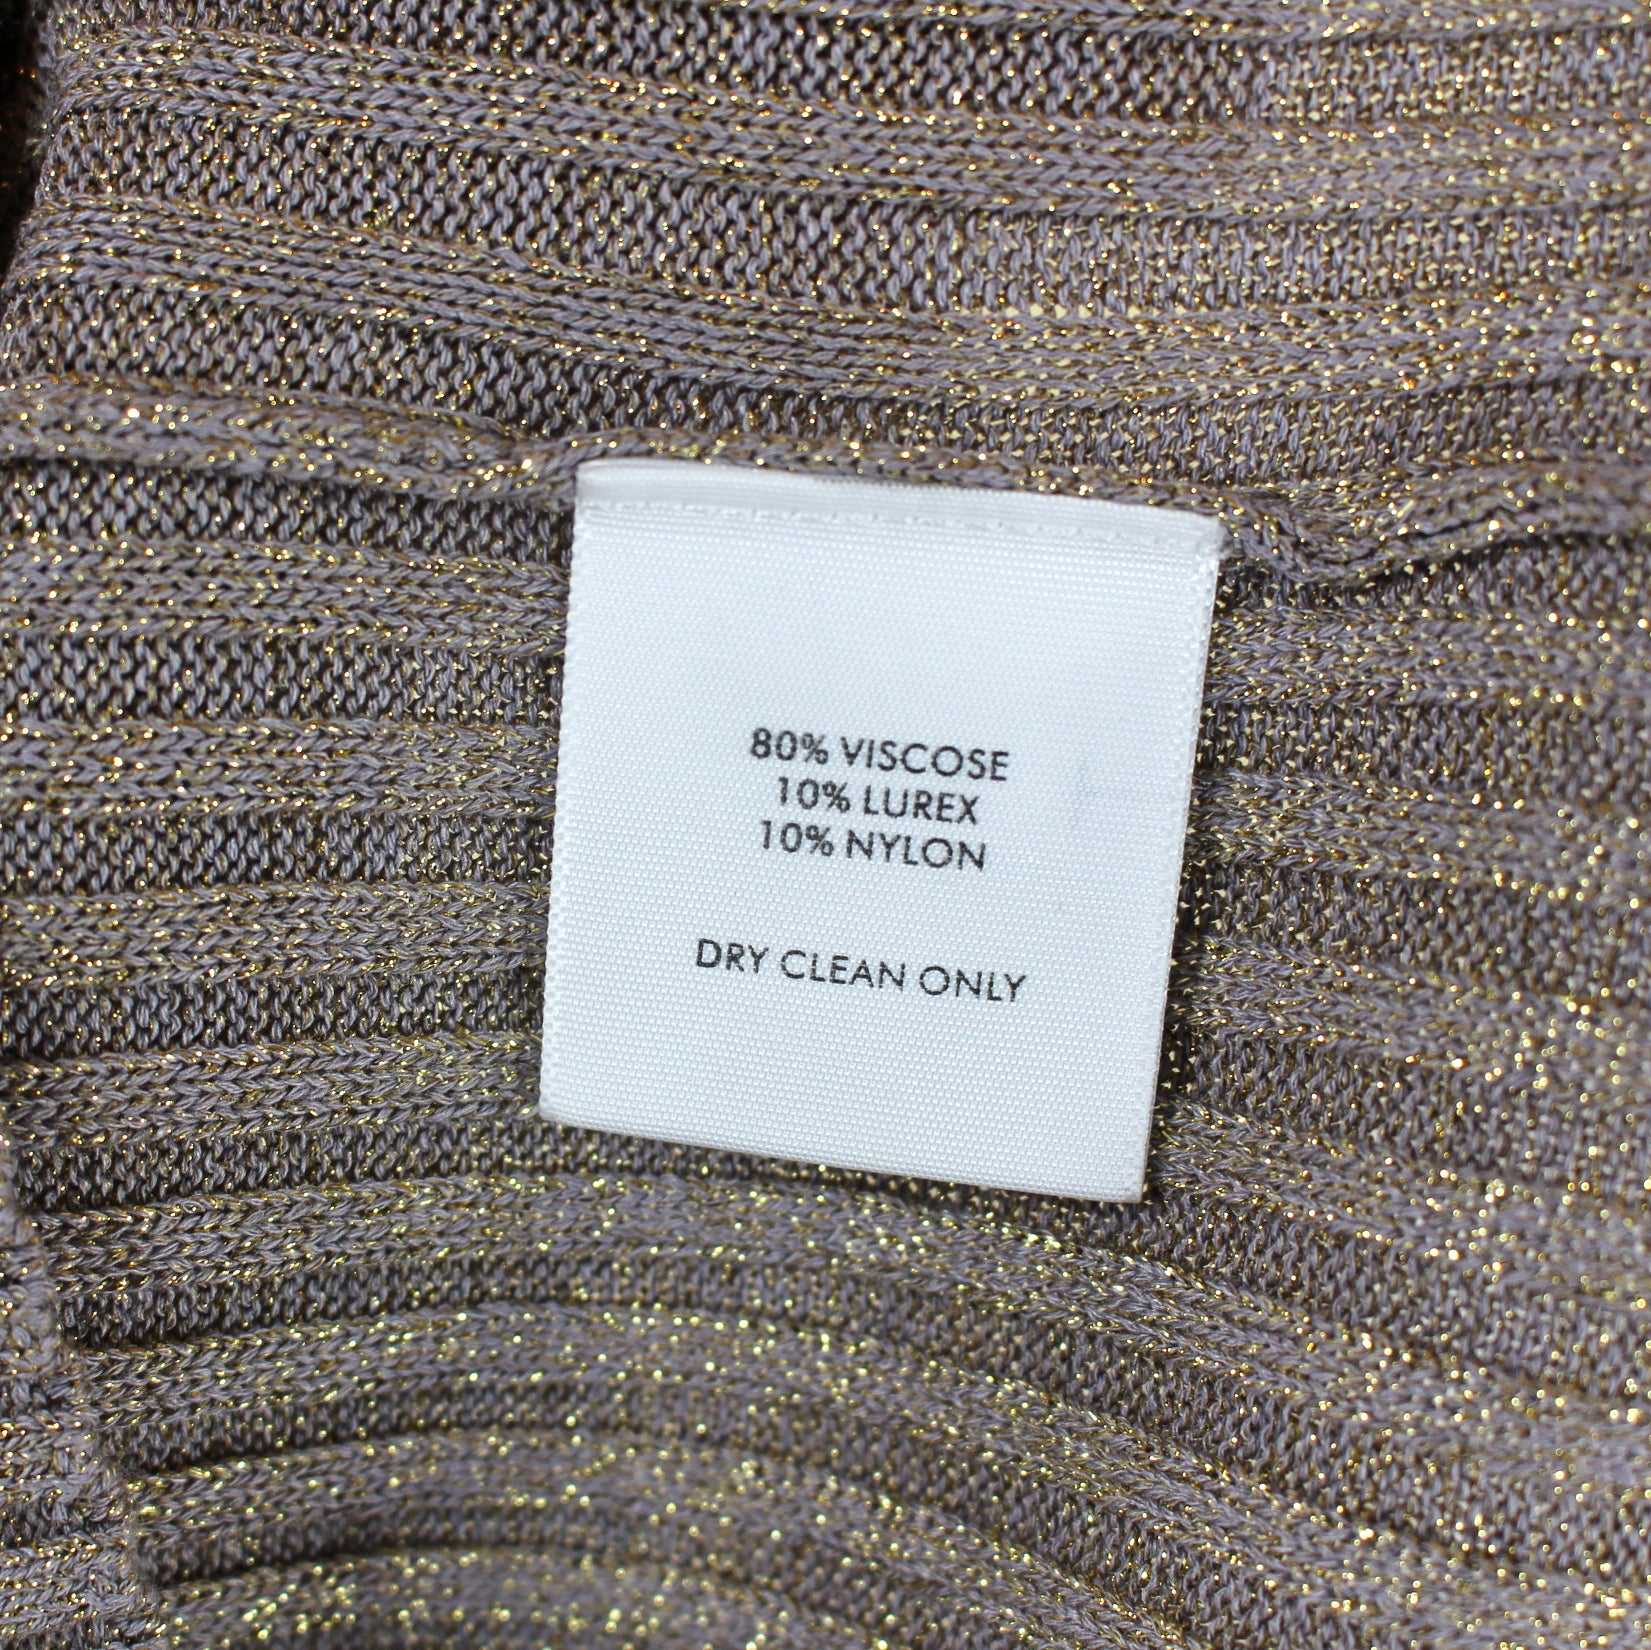 80% VISCOSE
10% LUREX
10% NYLON
DRY CLEAN ONLY